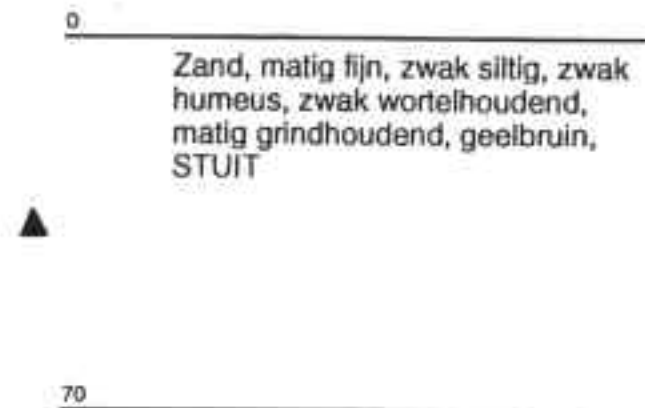 0
Zand, matig fijn, zwak siltig, zwak
humeus, zwak wortelhoudend,
matig grindhoudend, geelbruin,
STUIT
70